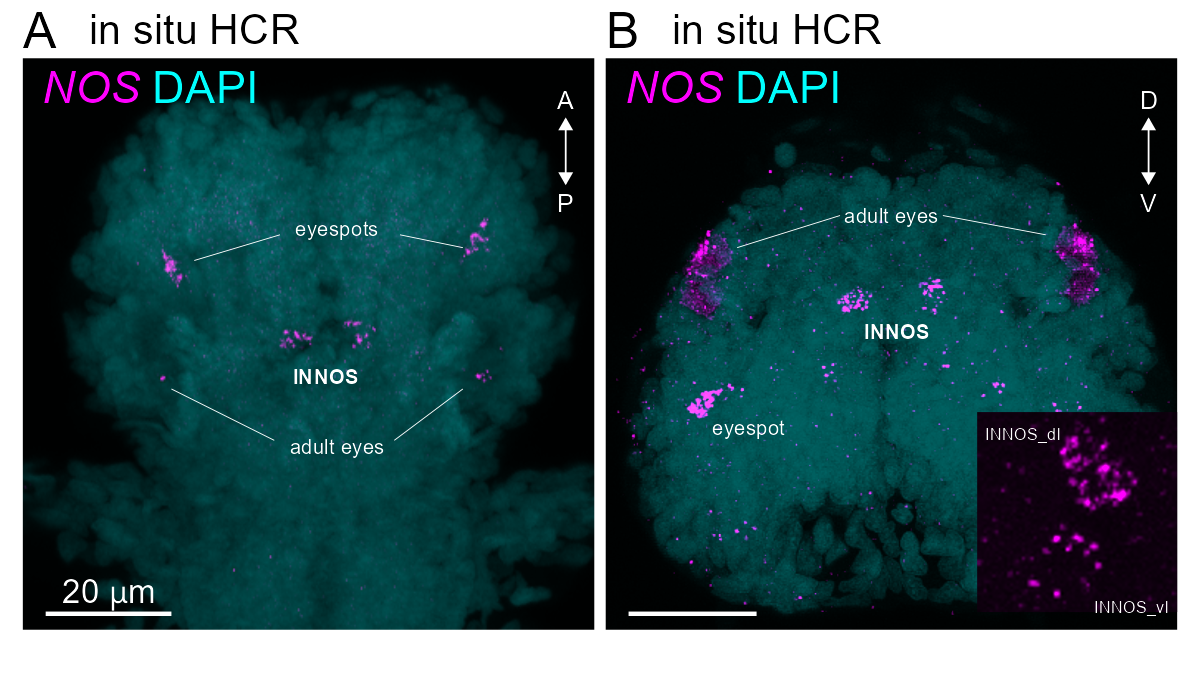 A in situ HCR
NOS DAPI
A
P
eyespots
INNOS
adult eyes
20 µm
B in situ HCR
NOS DAPI
D
V
adult eyes
INNOS
eyespot
INNOS_dl
INNOS_vl